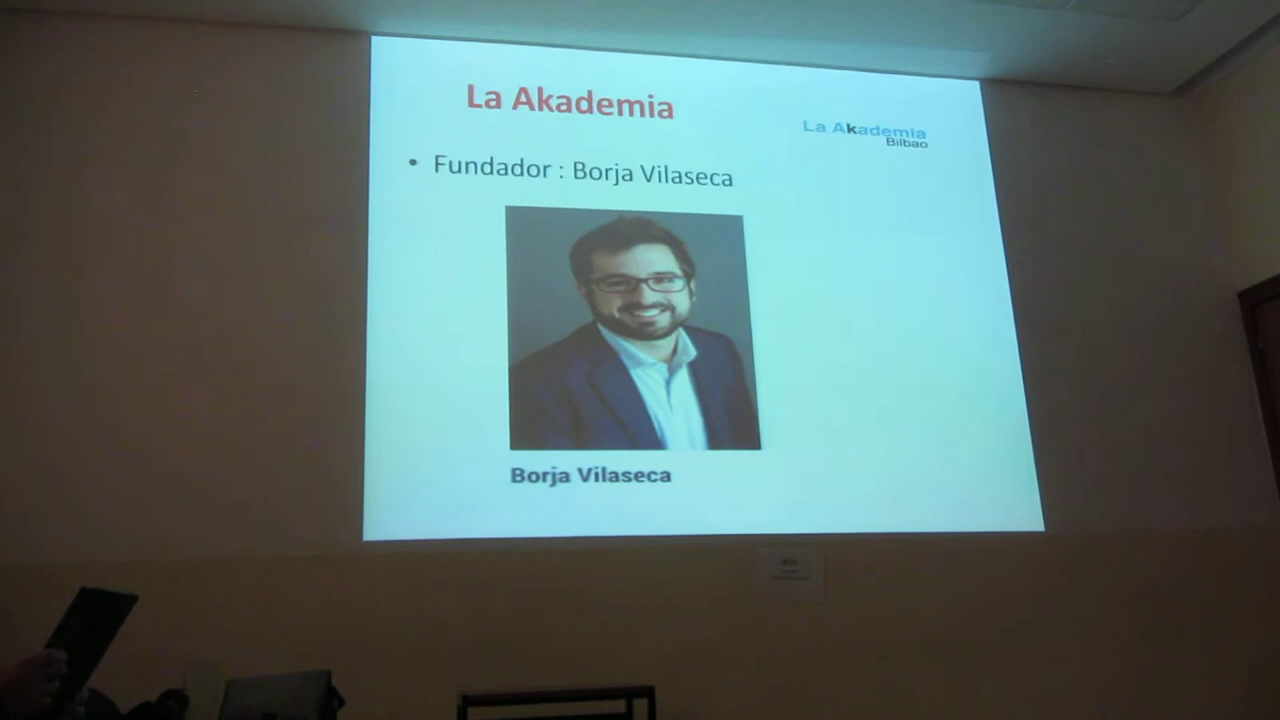 La Akademia
La Akademia
Bilbao
• Fundador : Borja Vilaseca
Borja Vilaseca